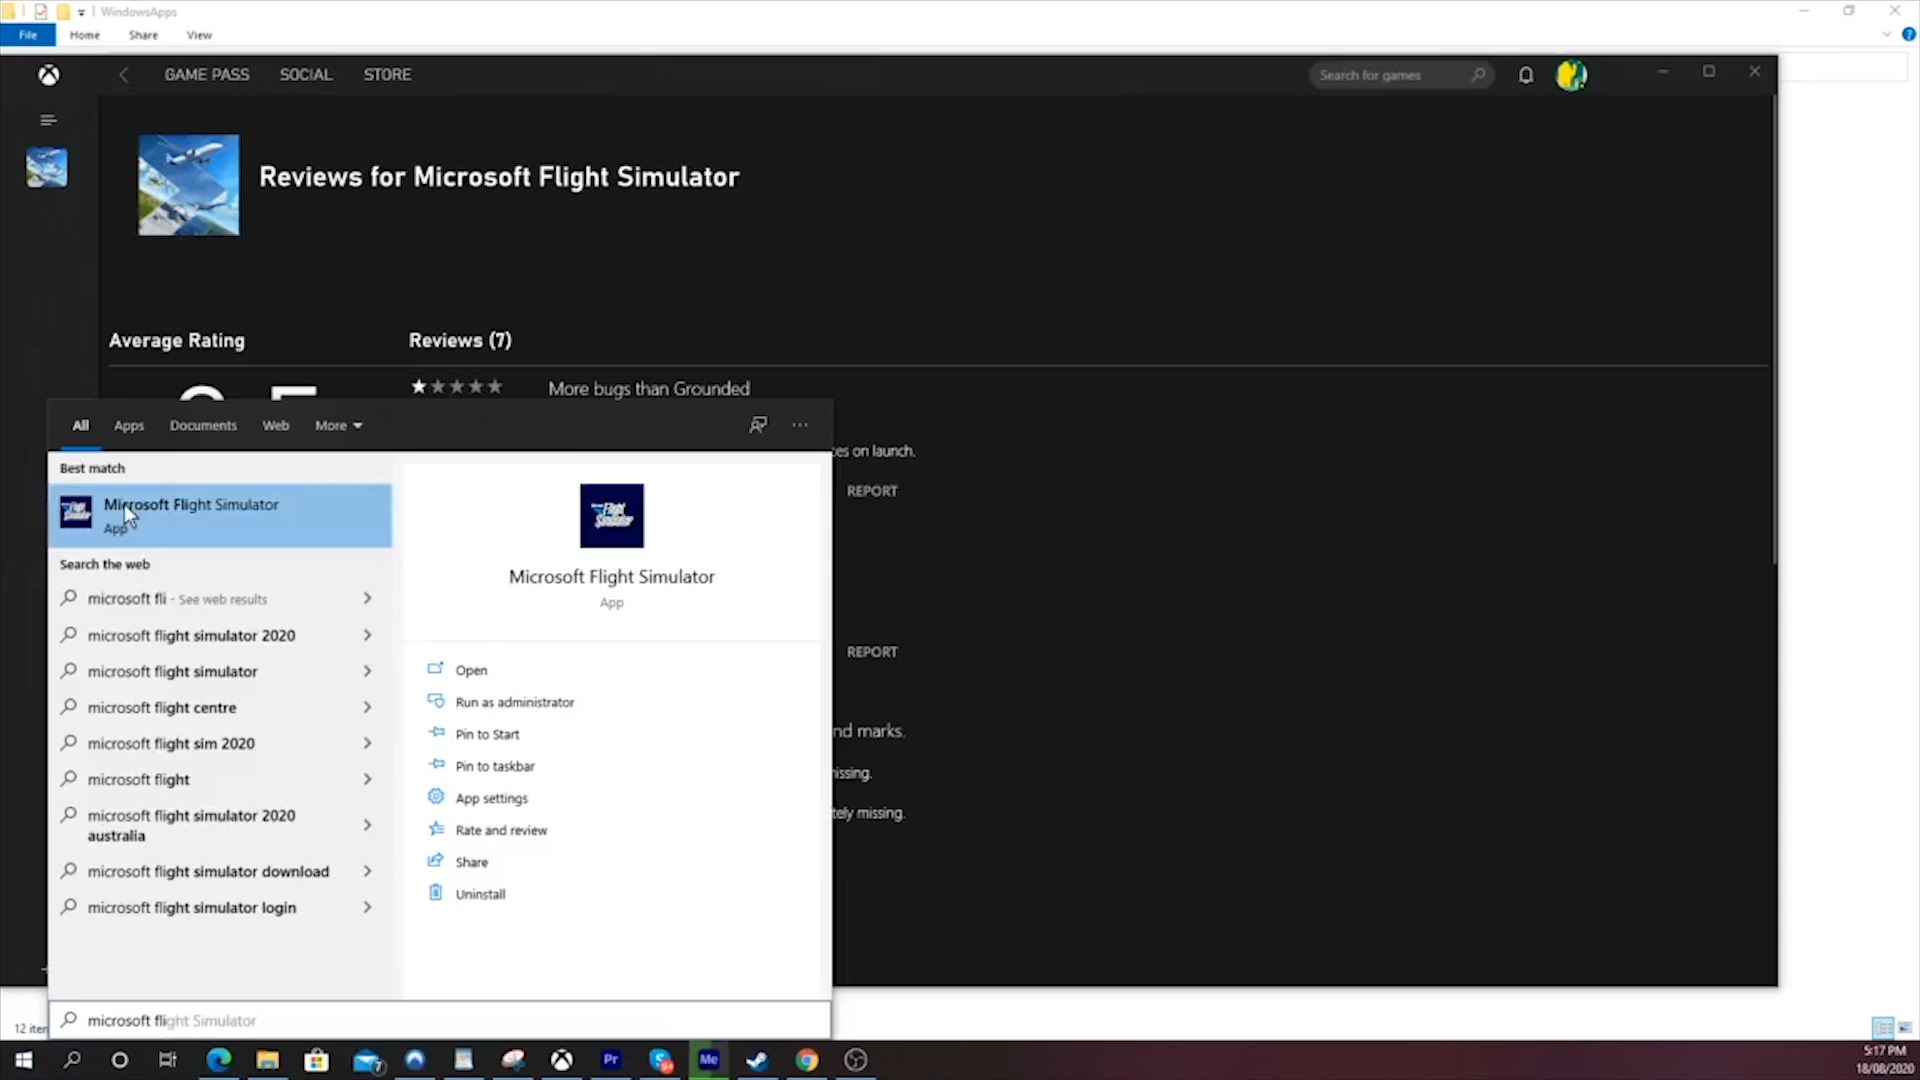 WindowsApps
File
Home
Share
View
GAME PASS
SOCIAL
STORE
Search for games
Reviews for Microsoft Flight Simulator
Average Rating
Reviews (7)
More bugs than Grounded
on launch.
REPORT
REPORT
marks.
tely missing.
All
Apps
Documents
Web
More
Best match
Microsoft Flight Simulator
App
Search the web
microsoft fli - See web results
microsoft flight simulator 2020
microsoft flight simulator
microsoft flight centre
microsoft flight sim 2020
microsoft flight
microsoft flight simulator 2020
australia
microsoft flight simulator download
microsoft flight simulator login
Flight
Simulator
Microsoft Flight Simulator
App
Open
Run as administrator
Pin to Start
Pin to taskbar
App settings
Rate and review
Share
Uninstall
microsoft flight Simulator
12
Pr
Me
5:17 PM
18/08/2020